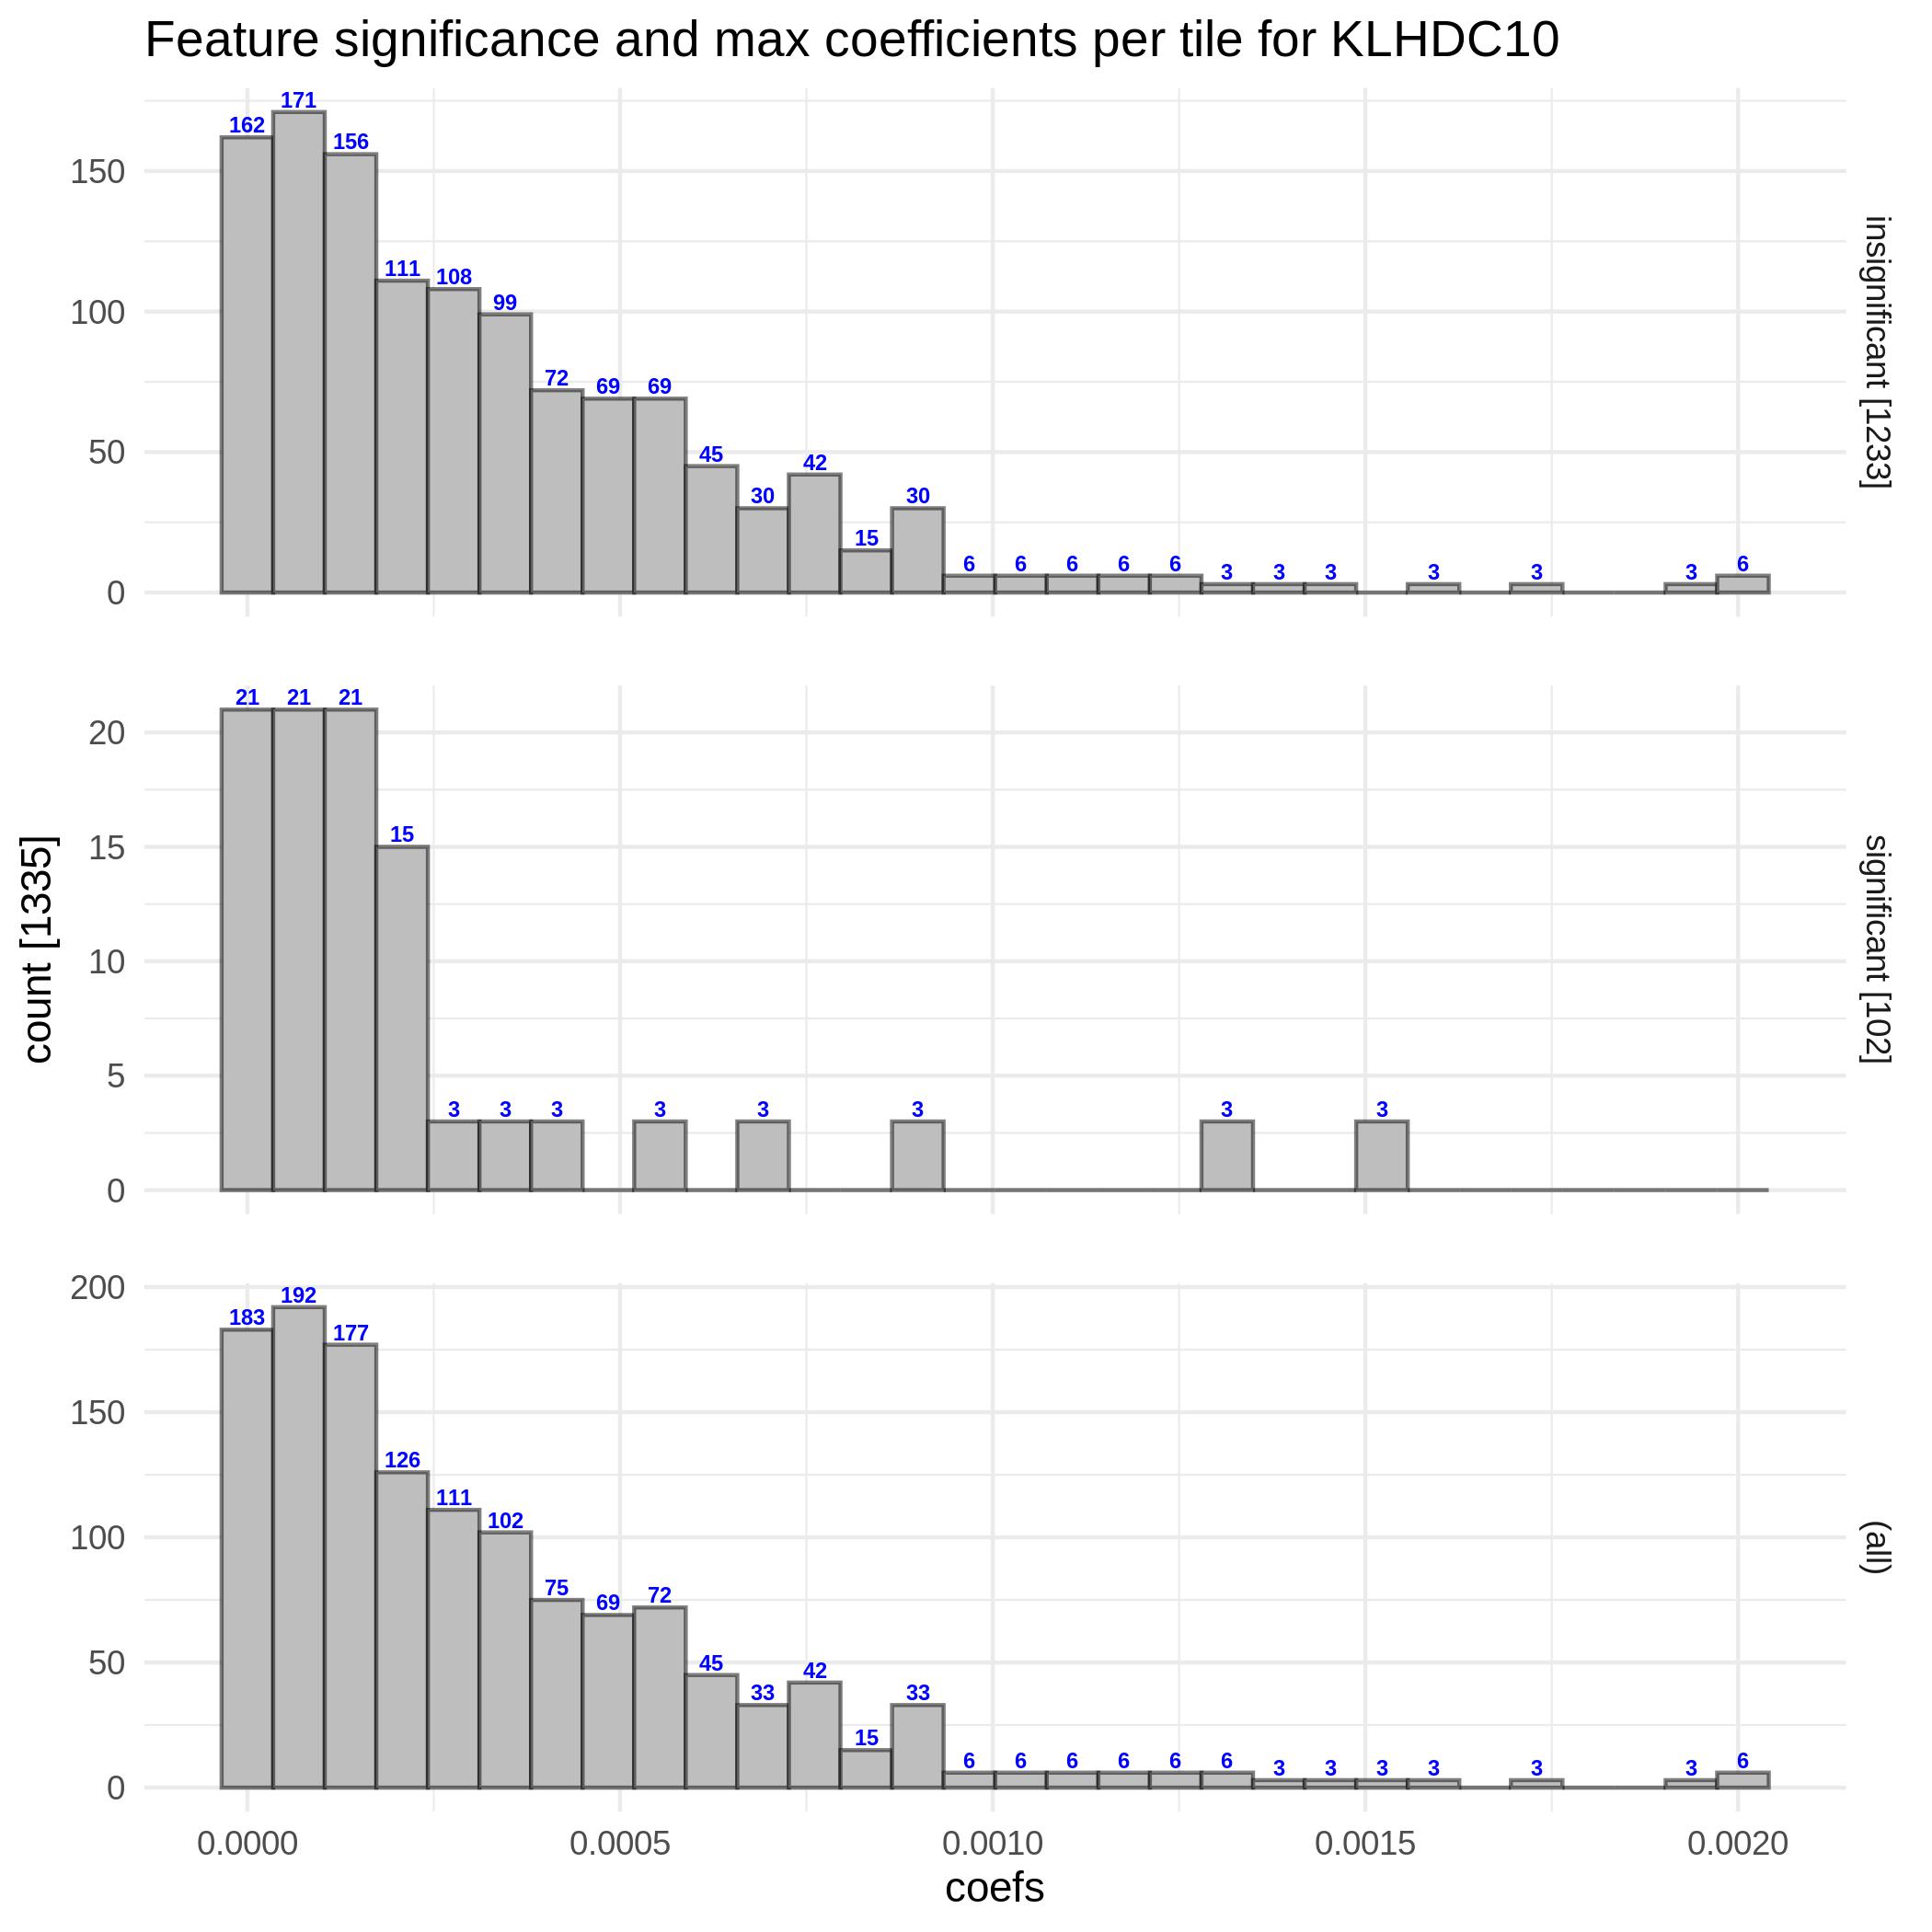 Feature significance and max coefficients per tile for KLHDC10
162 171 156 111 108 99 72 69 69 45 30 42 15 30 6 6 6 6 6 3 3 3 3 3 3 6
150
100
50
0
insignificant [1233]
21 21 21 15 3 3 3 3 3 3 3 3
20
15
10
5
0
significant [102]
count [1335]
183 192 177 126 111 102 75 69 72 45 33 42 15 33 6 6 6 6 6 6 3 3 3 3 3 3 6
200
150
100
50
0
(all)
0.0000 0.0005 0.0010 0.0015 0.0020
coefs